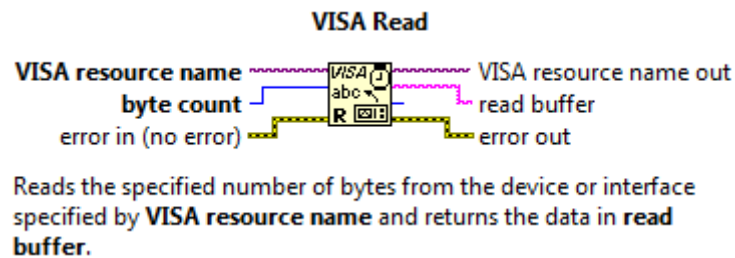 VISA Read
VISA resource name VISA VISA resource name out
byte count abc read buffer
error in (no error) R error out
Reads the specified number of bytes from the device or interface
specified by VISA resource name and returns the data in read
buffer.